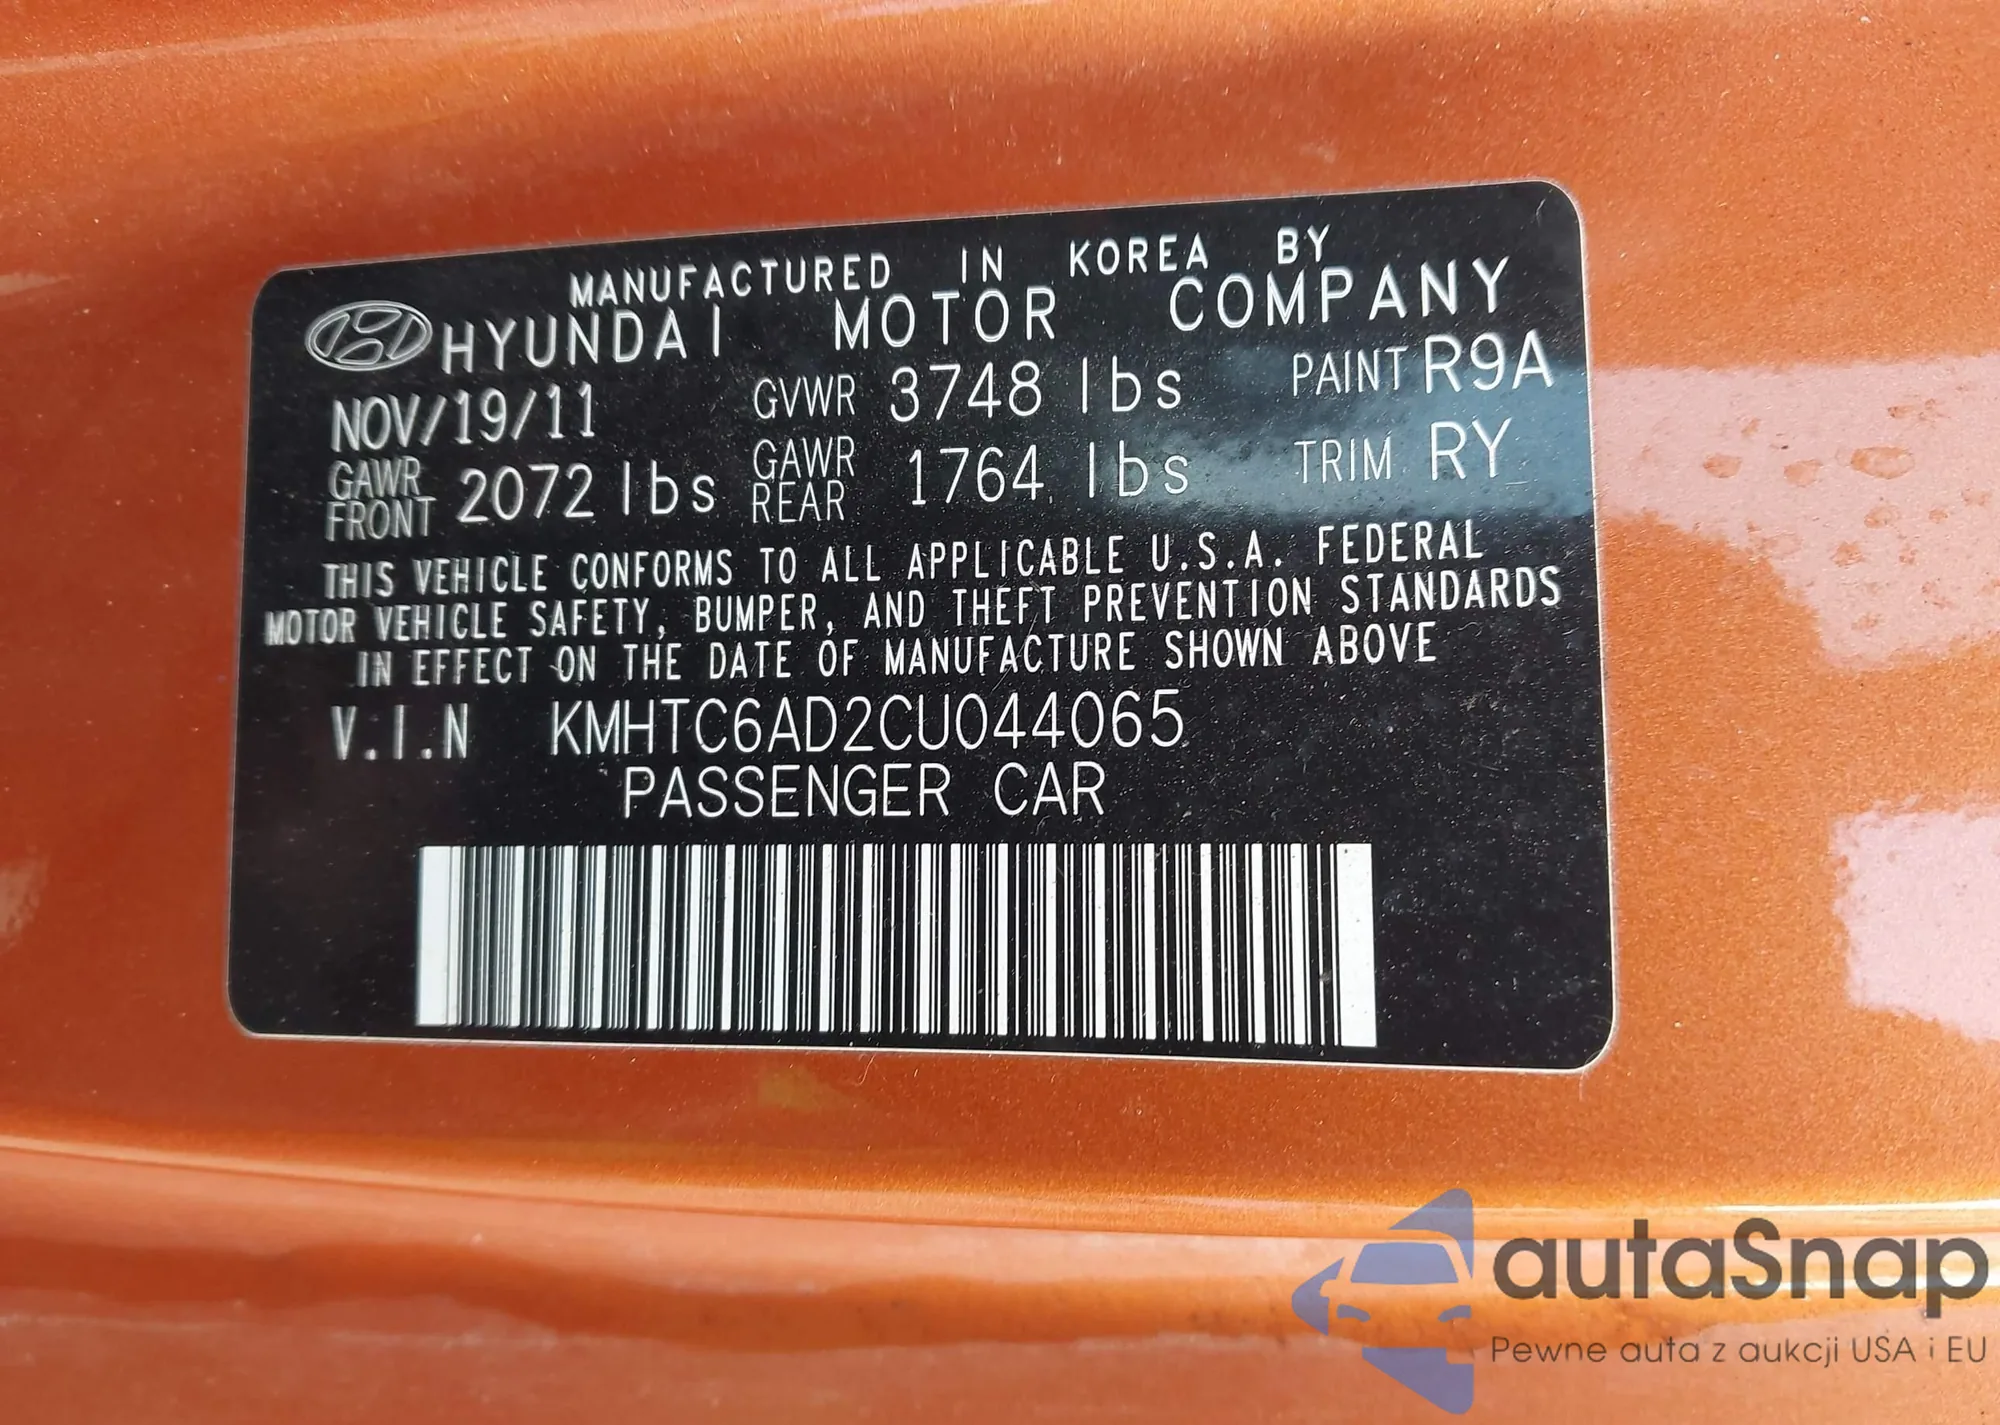 MANUFACTURED IN KOREA BY
HYUNDAI MOTOR COMPANY
NOV/19/11 GVWR 3748 lbs PAINT R9A
GAWR FRONT 2072 lbs GAWR REAR 1764 lbs TRIM RY
THIS VEHICLE CONFORMS TO ALL APPLICABLE U.S.A. FEDERAL
MOTOR VEHICLE SAFETY, BUMPER, AND THEFT PREVENTION STANDARDS
IN EFFECT ON THE DATE OF MANUFACTURE SHOWN ABOVE
V.I.N KMHTC6AD2CU044065
PASSENGER CAR
autaSnap
Pewne auta z aukcji USA i EU